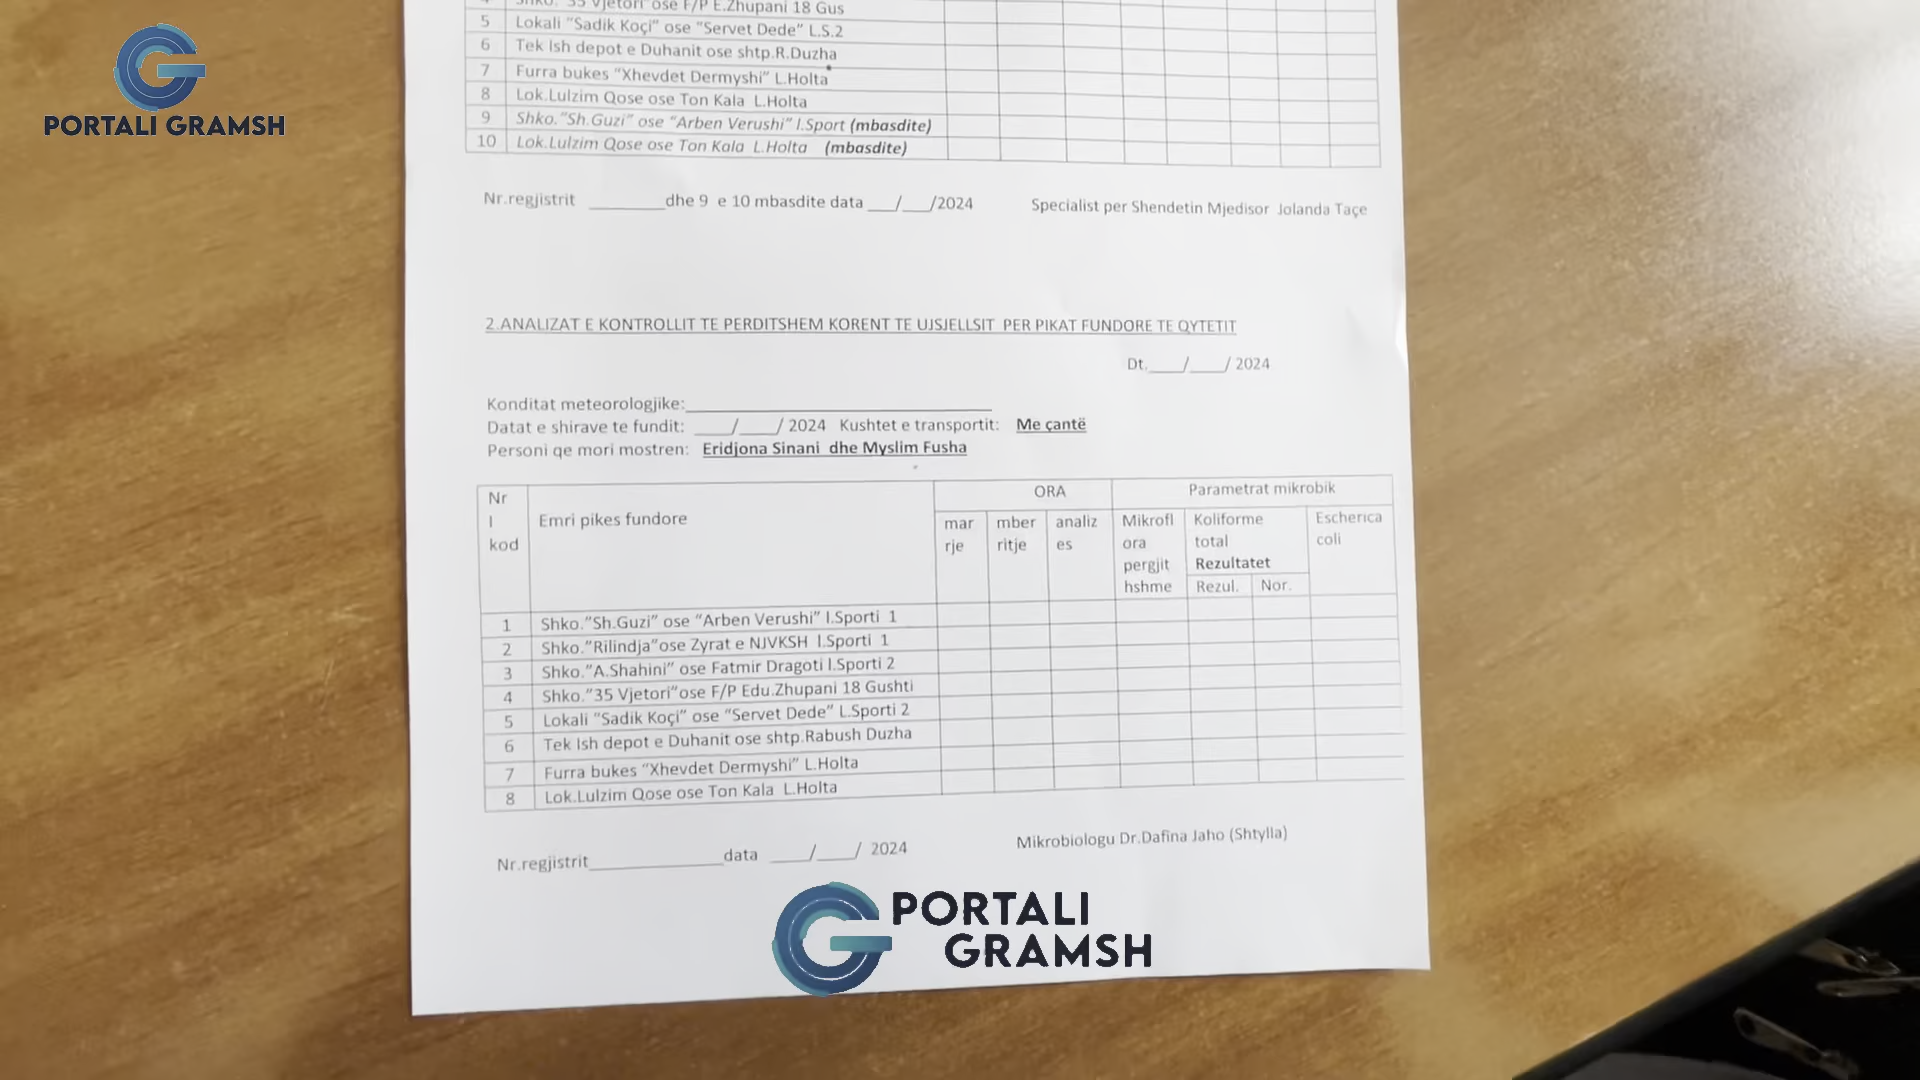 PORTALI GRAMSH
Shko."35 Vjetori"ose F/P E.Zhupani 18 Gus
5 Lokali "Sadik Koçi" ose "Servet Dede" L.S.2
6 Tek Ish depot e Duhanit ose shtp.R.Duzha
7 Furra bukes "Xhevdet Dermyshi" L.Holta
8 Lok.Lulzim Qose ose Ton Kala L.Holta
9 Shko."Sh.Guzi" ose "Arben Verushi" l.Sport (mbasdite)
10 Lok.Lulzim Qose ose Ton Kala L.Holta (mbasdite)
Nr.regjistrit ________dhe 9 e 10 mbasdite data ___/___/2024 Specialist per Shendetin Mjedisor Jolanda Taçe
2.ANALIZAT E KONTROLLIT TE PERDITSHEM KORENT TE UJSJELLSIT PER PIKAT FUNDORE TE QYTETIT
Dt.____/____/ 2024
Konditat meteorologjike:________________________________
Datat e shirave te fundit: ____/____/ 2024 Kushtet e transportit: Me çantë
Personi qe mori mostren: Eridjona Sinani dhe Myslim Fusha
Nr I kod Emri pikes fundore ORA Parametrat mikrobik
mar rje mber ritje analiz es Mikrofl ora pergjit hshme Koliforme total Rezultatet Escherica coli
Rezul. Nor.
1 Shko."Sh.Guzi" ose "Arben Verushi" l.Sporti 1
2 Shko."Rilindja"ose Zyrat e NJVKSH l.Sporti 1
3 Shko."A.Shahini" ose Fatmir Dragoti l.Sporti 2
4 Shko."35 Vjetori"ose F/P Edu.Zhupani 18 Gushti
5 Lokali "Sadik Koçi" ose "Servet Dede" L.Sporti 2
6 Tek Ish depot e Duhanit ose shtp.Rabush Duzha
7 Furra bukes "Xhevdet Dermyshi" L.Holta
8 Lok.Lulzim Qose ose Ton Kala L.Holta
Nr.regjistrit______________data ____/____/ 2024 Mikrobiologu Dr.Dafina Jaho (Shtylla)
PORTALI
GRAMSH